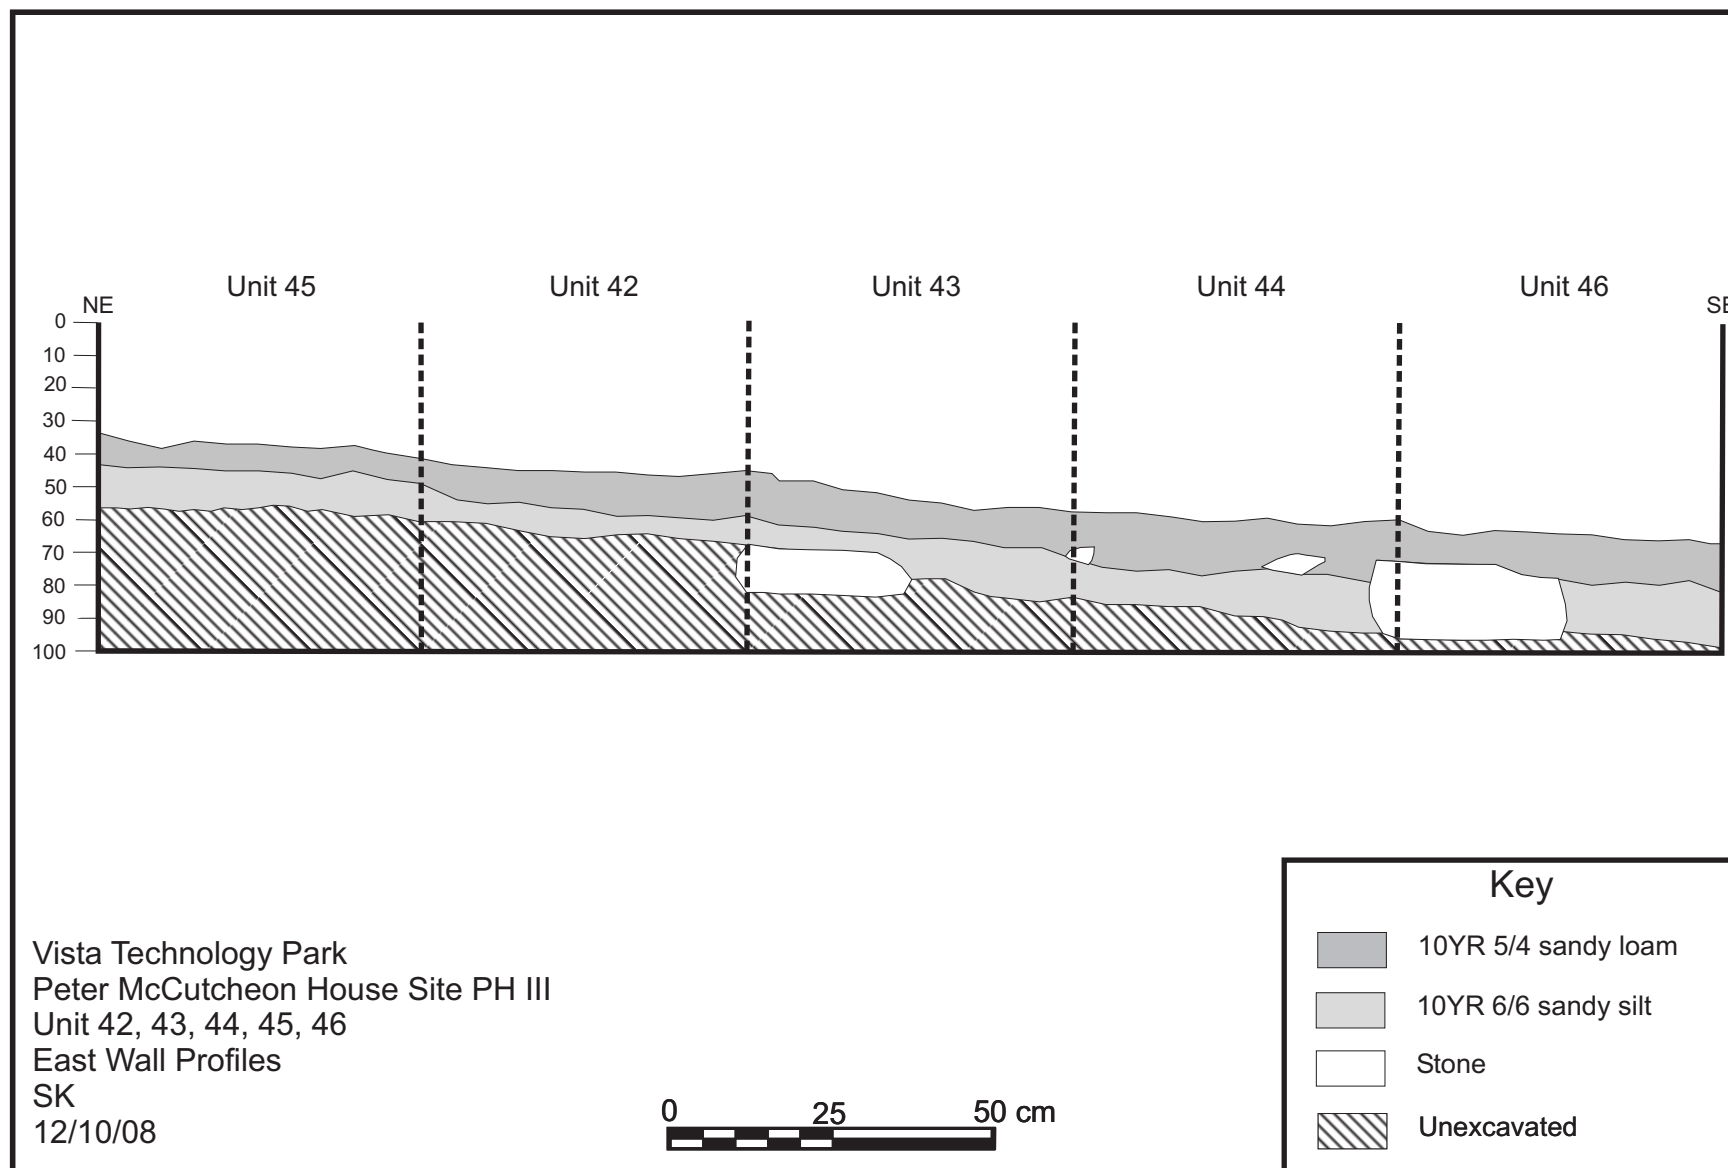 Unit 45 Unit 42 Unit 43 Unit 44 Unit 46
NE
0
10
20
30
40
50
60
70
80
90
100
Vista Technology Park
Peter McCutcheon House Site PH III
Unit 42, 43, 44, 45, 46
East Wall Profiles
SK
12/10/08
0 25 50 cm
Key
10YR 5/4 sandy loam
10YR 6/6 sandy silt
Stone
Unexcavated